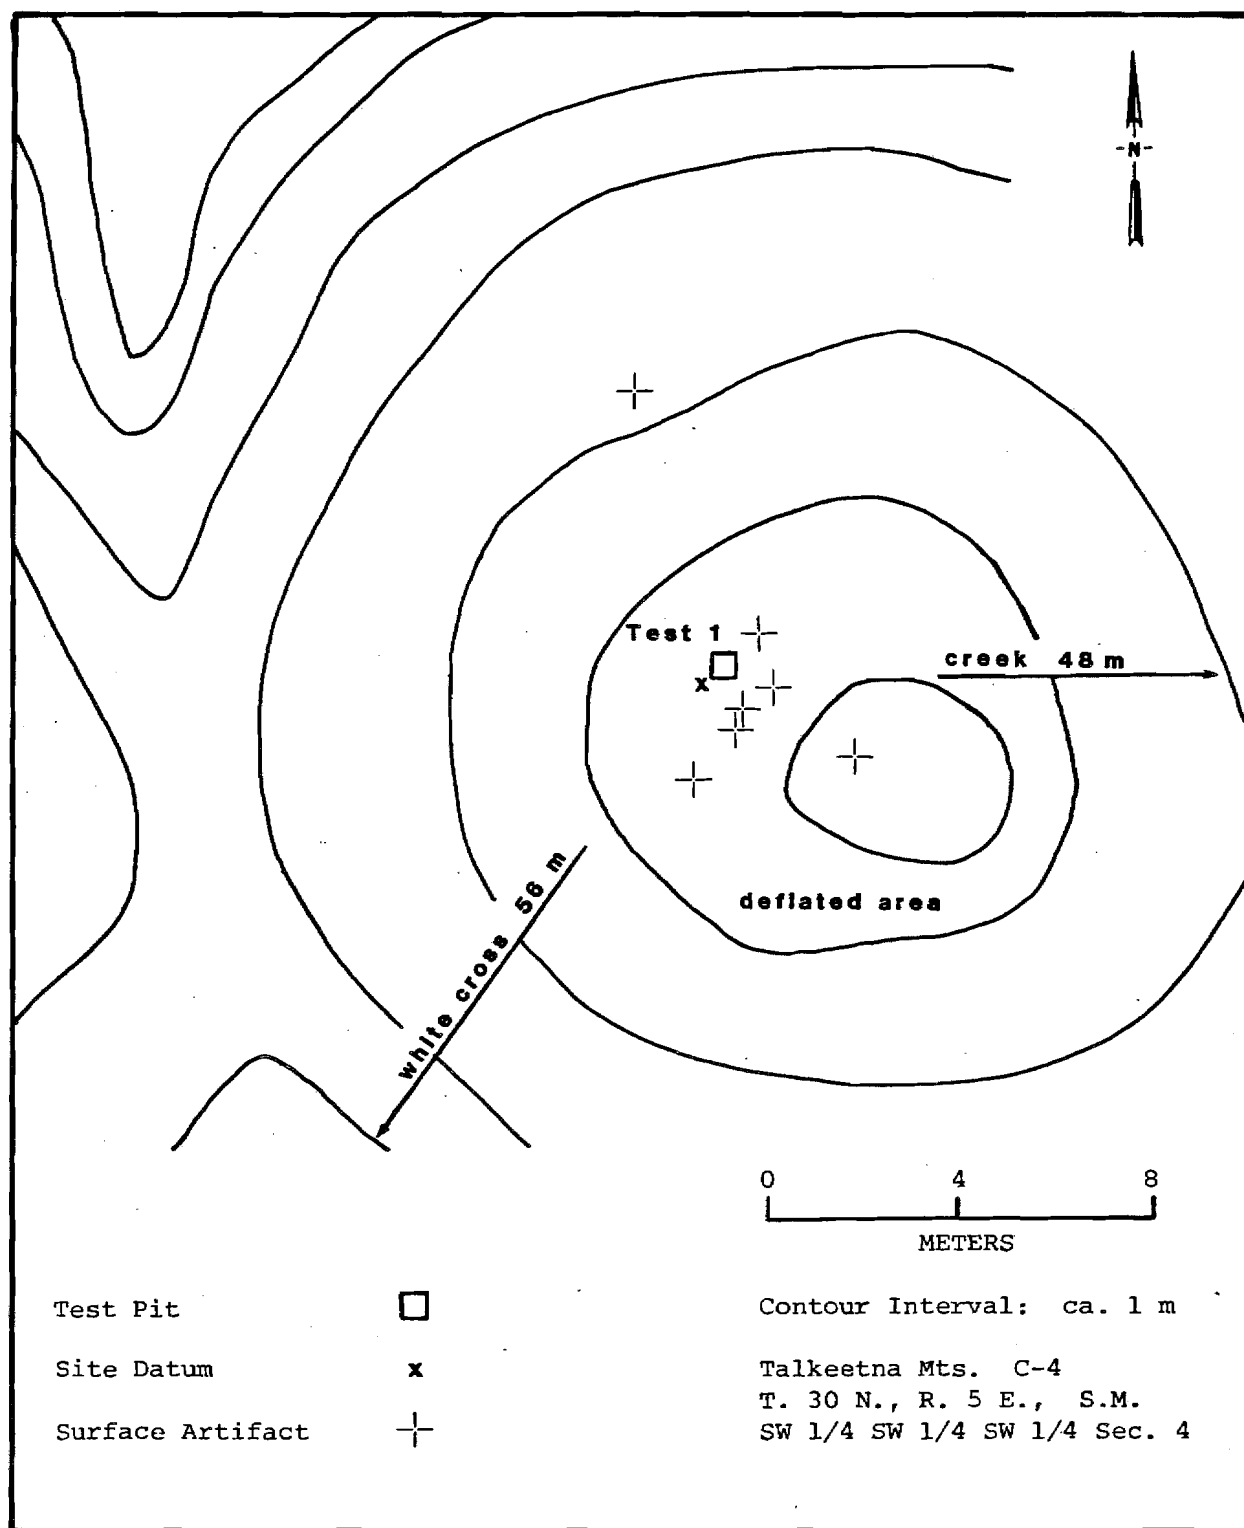 -N-
Test 1
x
creek 48 m
deflated area
white cross 56 m
0 4 8
METERS
Test Pit
Contour Interval: ca. 1 m
Site Datum x
Talkeetna Mts. C-4
T. 30 N., R. 5 E., S.M.
Surface Artifact
SW 1/4 SW 1/4 SW 1/4 Sec. 4